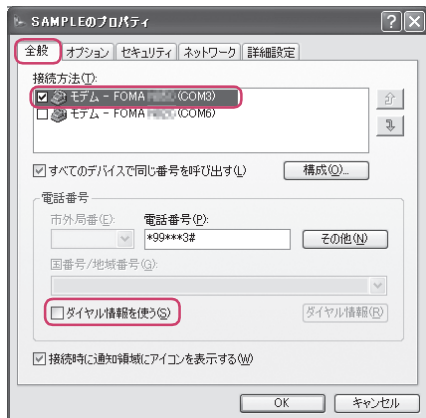 SAMPLEのプロパティ
全般 オプション セキュリティ ネットワーク 詳細設定
接続方法(T):
モデム - FOMA (COM3)
モデム - FOMA (COM6)
すべてのデバイスで同じ番号を呼び出す(L) 構成(O)...
電話番号
市外局番(E): 電話番号(P):
*99***3# その他(N)
国番号/地域番号(G):
ダイヤル情報を使う(S) ダイヤル情報(R)
接続時に通知領域にアイコンを表示する(W)
OK キャンセル